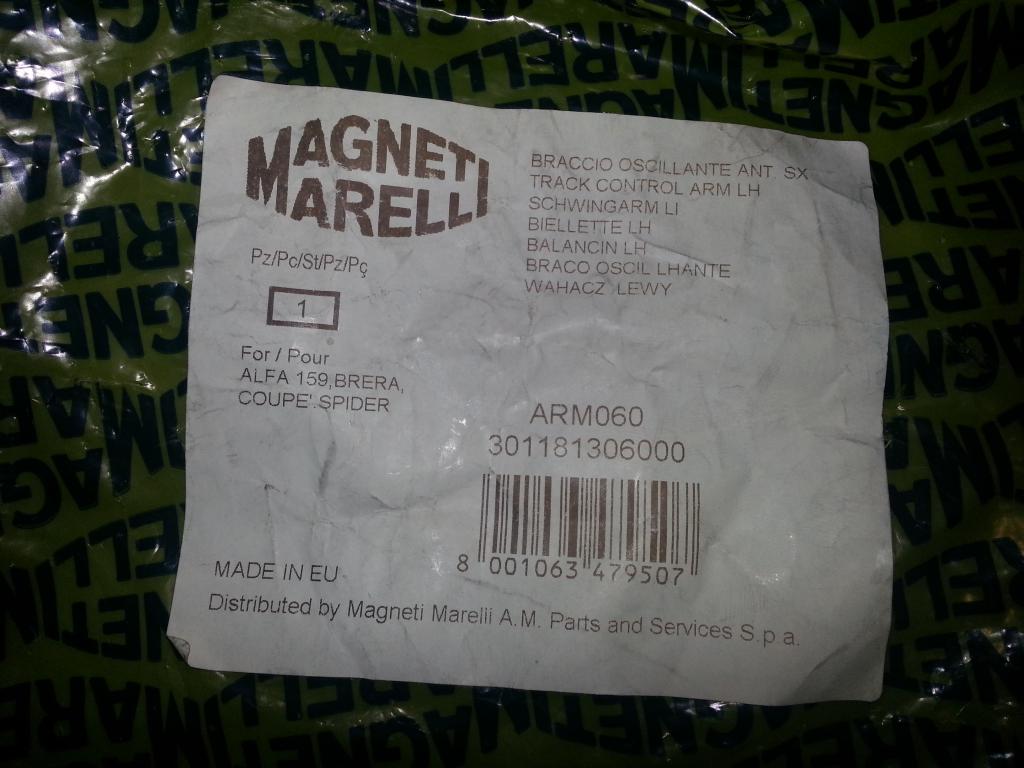 MAGNETI
MARELLI
BRACCIO OSCILLANTE ANT SX
TRACK CONTROL ARM LH
SCHWINGARM LI
BIELLETTE LH
BALANCIN LH
BRACO OSCIL LHANTE
WAHACZ LEWY
Pz/Pc/St/Pz/Pç
1
For / Pour
ALFA 159,BRERA,
COUPE'.SPIDER
ARM060
301181306000
8 001063 479507
MADE IN EU
Distributed by Magneti Marelli A.M. Parts and Services S.p.a.